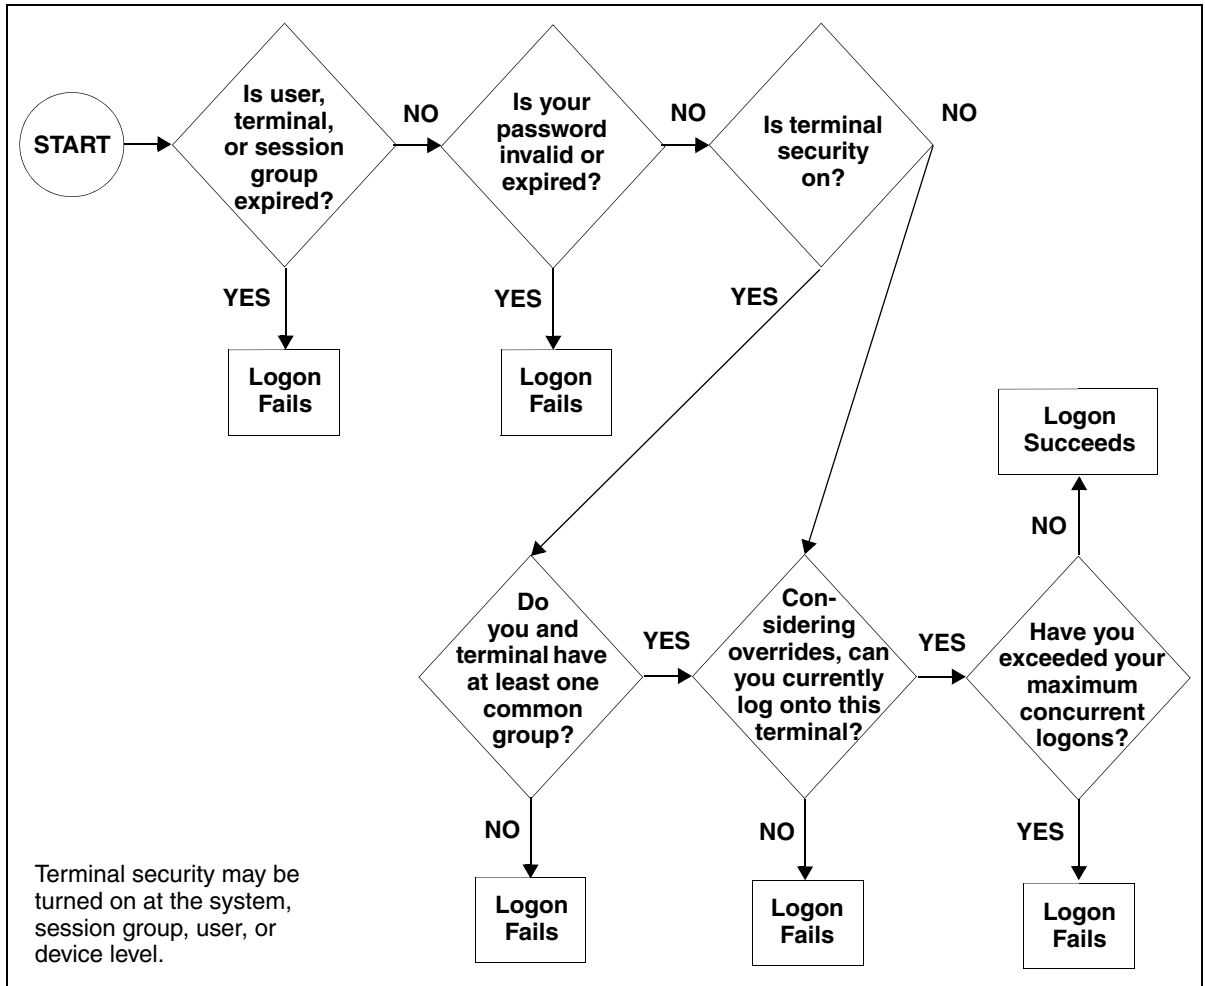 START
Is user,
terminal,
or session
group
expired?
NO
Is your
password
invalid or
expired?
NO
Is terminal
security
on?
NO
YES
YES
YES
Logon
Fails
Logon
Fails
Logon
Succeeds
NO
Do
you and
terminal have
at least one
common
group?
YES
Con-
sidering
overrides, can
you currently
log onto this
terminal?
YES
Have you
exceeded your
maximum
concurrent
logons?
NO
NO
YES
Logon
Fails
Logon
Fails
Logon
Fails
Terminal security may be
turned on at the system,
session group, user, or
device level.